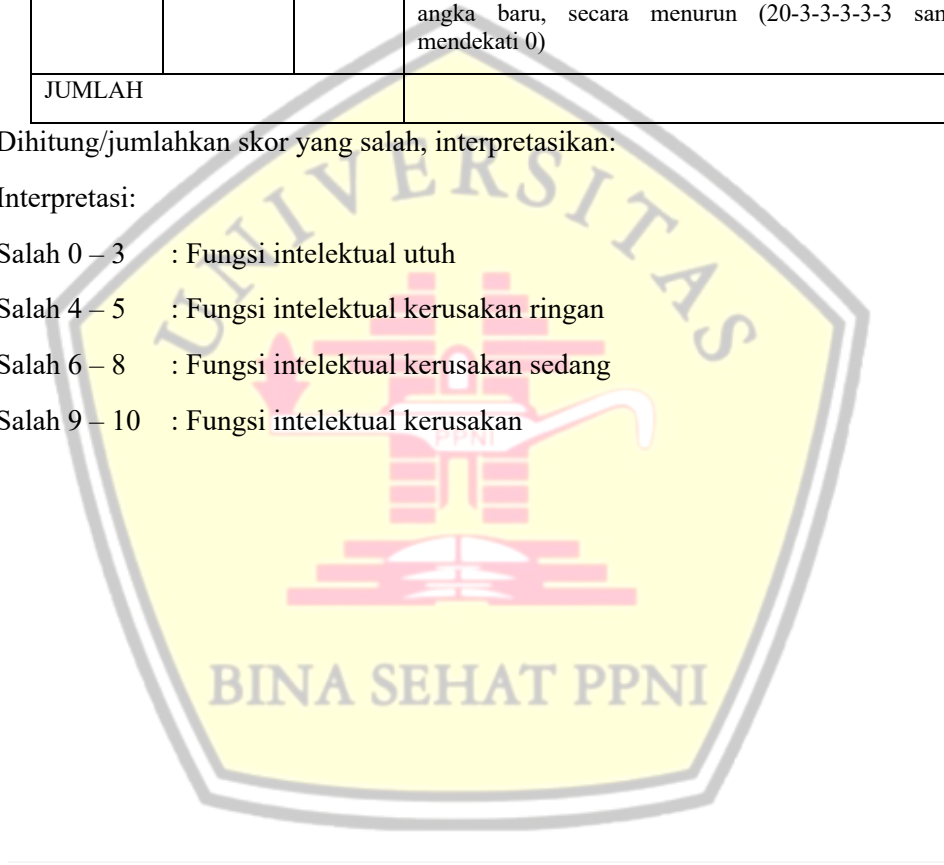 angka baru, secara menurun (20-3-3-3-3-3
mendekati 0)
JUMLAH
Dihitung/jumlahkan skor yang salah, interpretasikan:
Interpretasi:
Salah 0 – 3 : Fungsi intelektual utuh
Salah 4 – 5 : Fungsi intelektual kerusakan ringan
Salah 6 – 8 : Fungsi intelektual kerusakan sedang
Salah 9 – 10 : Fungsi intelektual kerusakan
UNIVERSITAS
PPNI
BINA SEHAT PPNI